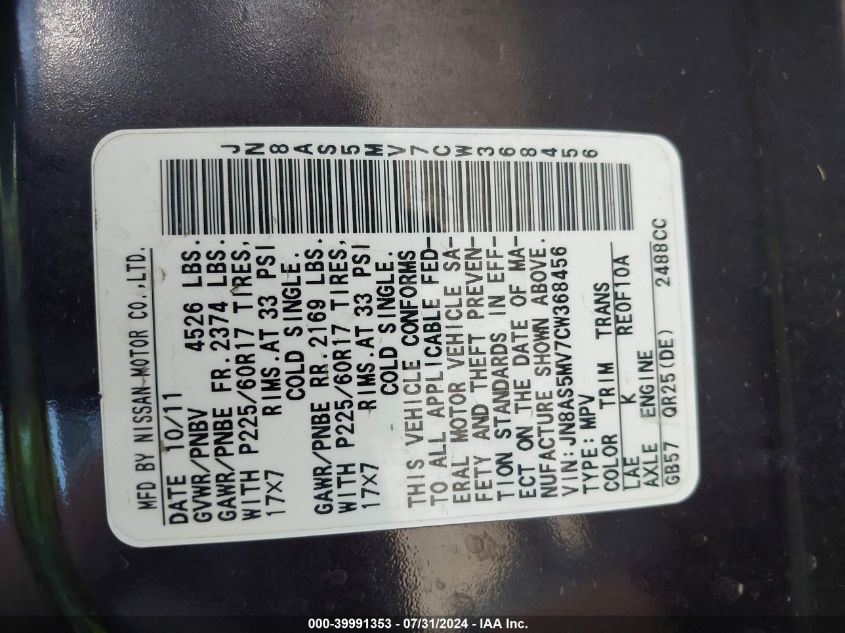 JN8AS5MV7CW368456
MFD BY NISSAN MOTOR CO.,LTD.
DATE 10/11
GVWR/PNBV 4526 LBS.
GAWR/PNBE FR.2374 LBS.
WITH P225/60R17 TIRES,
17X7 RIMS.AT 33 PSI
COLD SINGLE.
GAWR/PNBE RR.2169 LBS.
WITH P225/60R17 TIRES,
17X7 RIMS.AT 33 PSI
COLD SINGLE.
THIS VEHICLE CONFORMS
TO ALL APPLICABLE FED-
ERAL MOTOR VEHICLE SA-
FETY AND THEFT PREVEN-
TION STANDARDS IN EFF-
ECT ON THE DATE OF MA-
NUFACTURE SHOWN ABOVE.
VIN:JN8AS5MV7CW368456
TYPE:MPV
COLOR TRIM TRANS
LAE K RE0F10A
AXLE ENGINE
GB57 QR25(DE) 2488CC
000-39991353 - 07/31/2024 - IAA Inc.